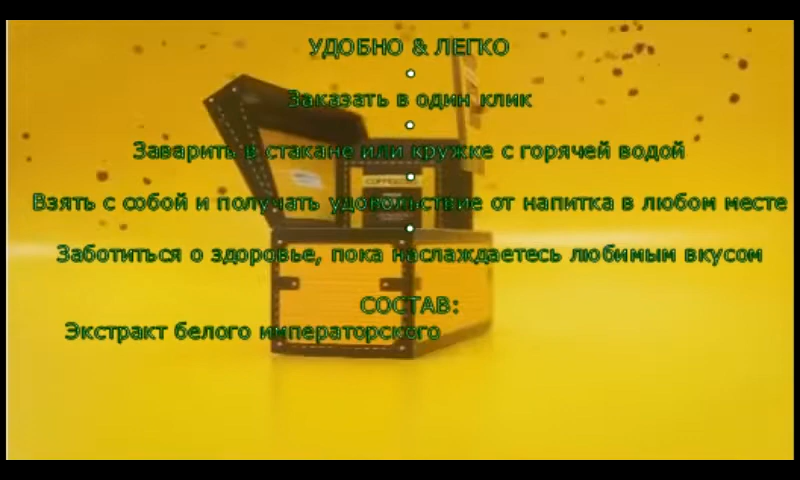 УДОБНО & ЛЕГКО
Заказать в один клик
Заварить в стакане или кружке с горячей водой
Взять с собой и получать удовольствие от напитка в любом месте
Заботиться о здоровье, пока наслаждаетесь любимым вкусом
СОСТАВ:
Экстракт белого императорского